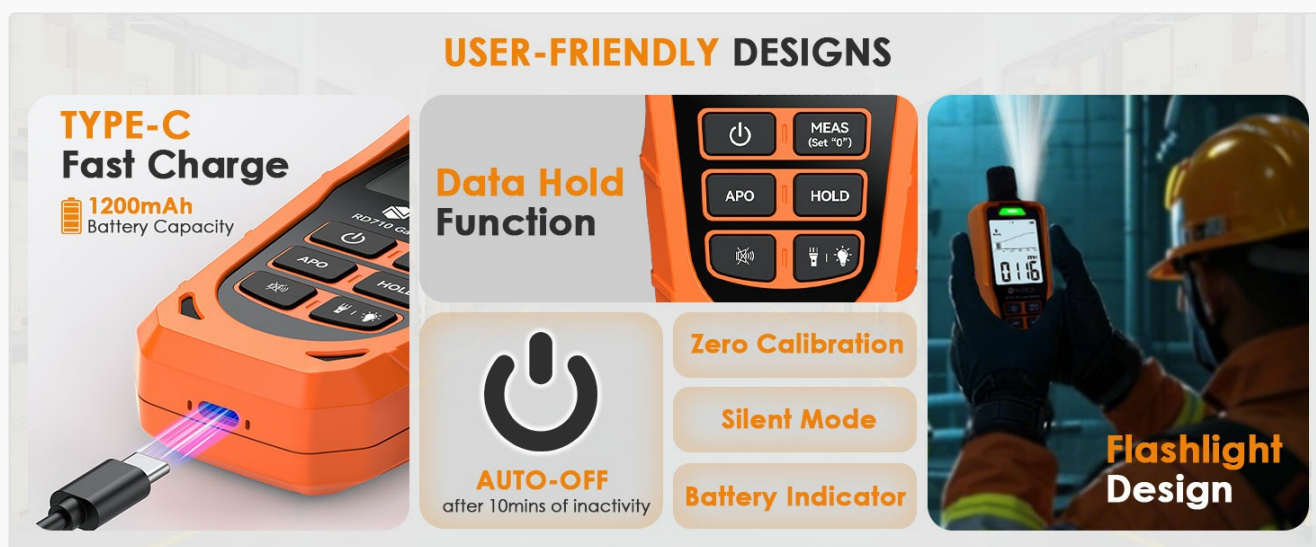 USER-FRIENDLY DESIGNS
TYPE-C
Fast Charge
1200mAh
Battery Capacity
RD710
APO
HOLD
Data Hold
Function
MEAS
(Set "0")
APO
HOLD
AUTO-OFF
after 10mins of inactivity
Zero Calibration
Silent Mode
Battery Indicator
0116
Flashlight
Design